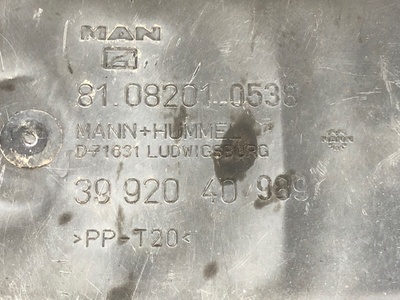 MAN
81.08201-0538
MANN+HUMMEL
D-71631 LUDWIGSBURG
39 920 40 989
>PP-T20<